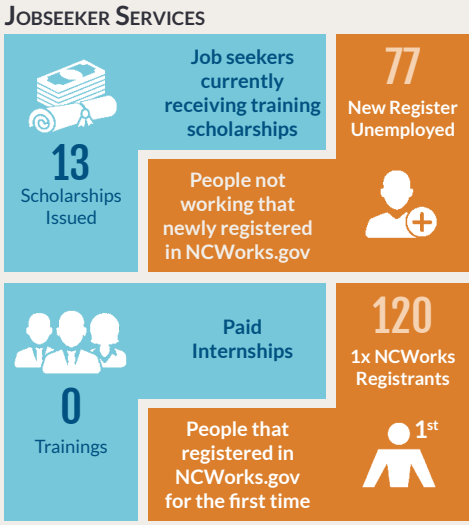 JOBSEEKER SERVICES
13
Scholarships
Issued
Job seekers
currently
receiving training
scholarships
77
New Register
Unemployed
People not
working that
newly registered
in NCWorks.gov
0
Trainings
Paid
Internships
120
1x NCWorks
Registrants
1st
People that
registered in
NCWorks.gov
for the first time